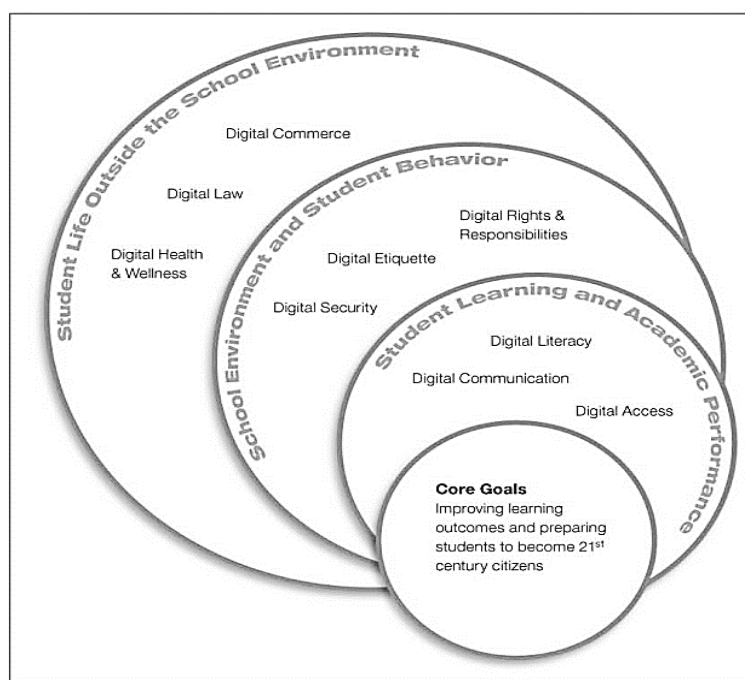 Student Life Outside the School Environment
Digital Commerce
Digital Law
Digital Health
& Wellness
School Environment and Student Behavior
Digital Rights &
Responsibilities
Digital Etiquette
Digital Security
Student Learning and Academic Performance
Digital Literacy
Digital Communication
Digital Access
Core Goals
Improving learning
outcomes and preparing
students to become 21st
century citizens